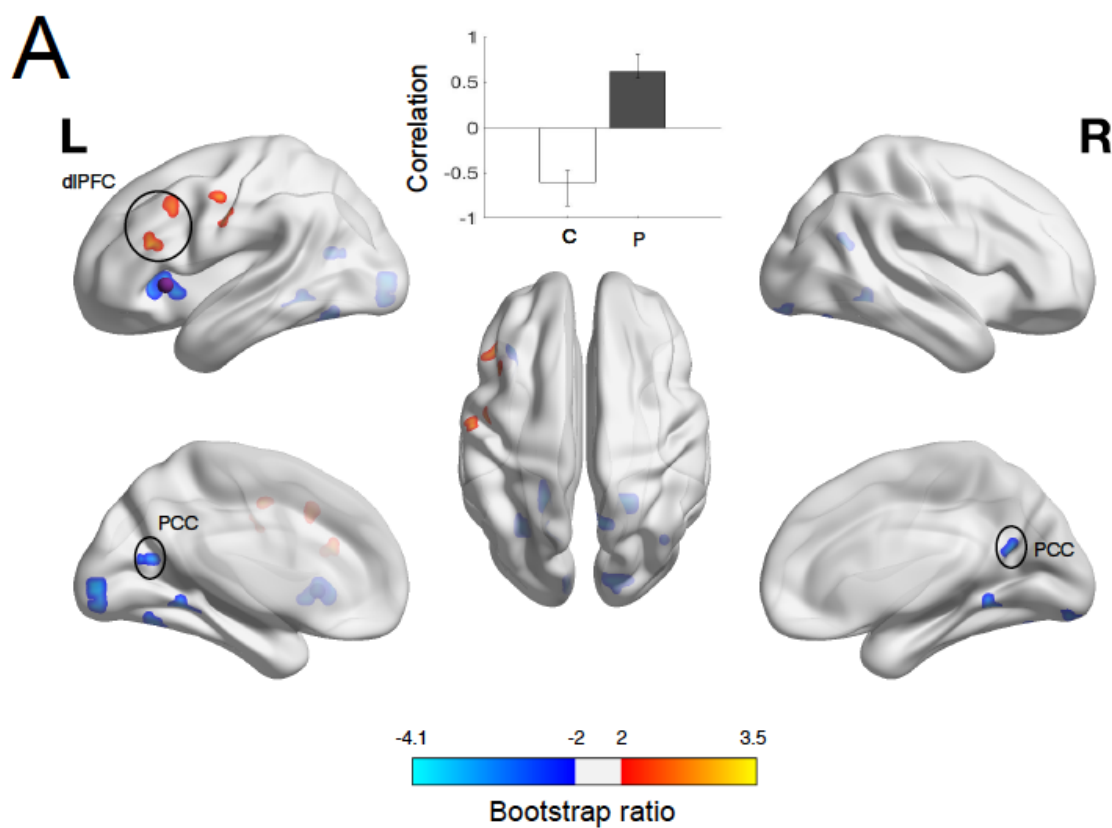 A
L
R
dlPFC
Correlation
1
0.5
0
-0.5
-1
C
P
PCC
PCC
-4.1 -2 2 3.5
Bootstrap ratio